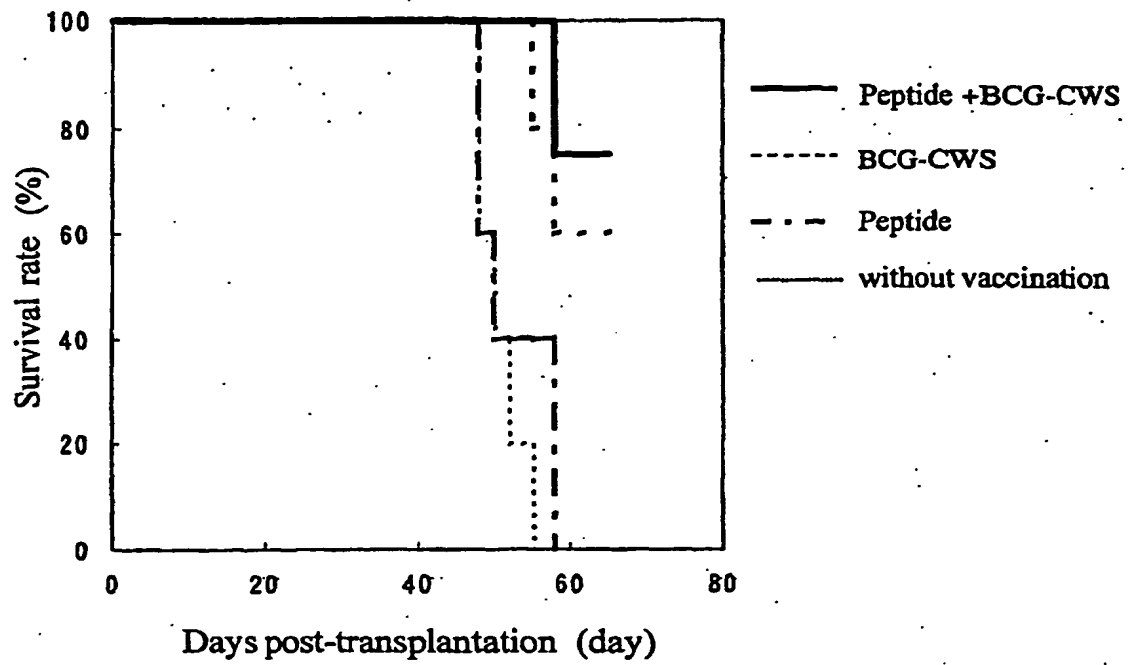 100
80
60
40
20
0
Survival rate (%)
0 20 40 60 80
Days post-transplantation (day)
Peptide +BCG-CWS
BCG-CWS
Peptide
without vaccination